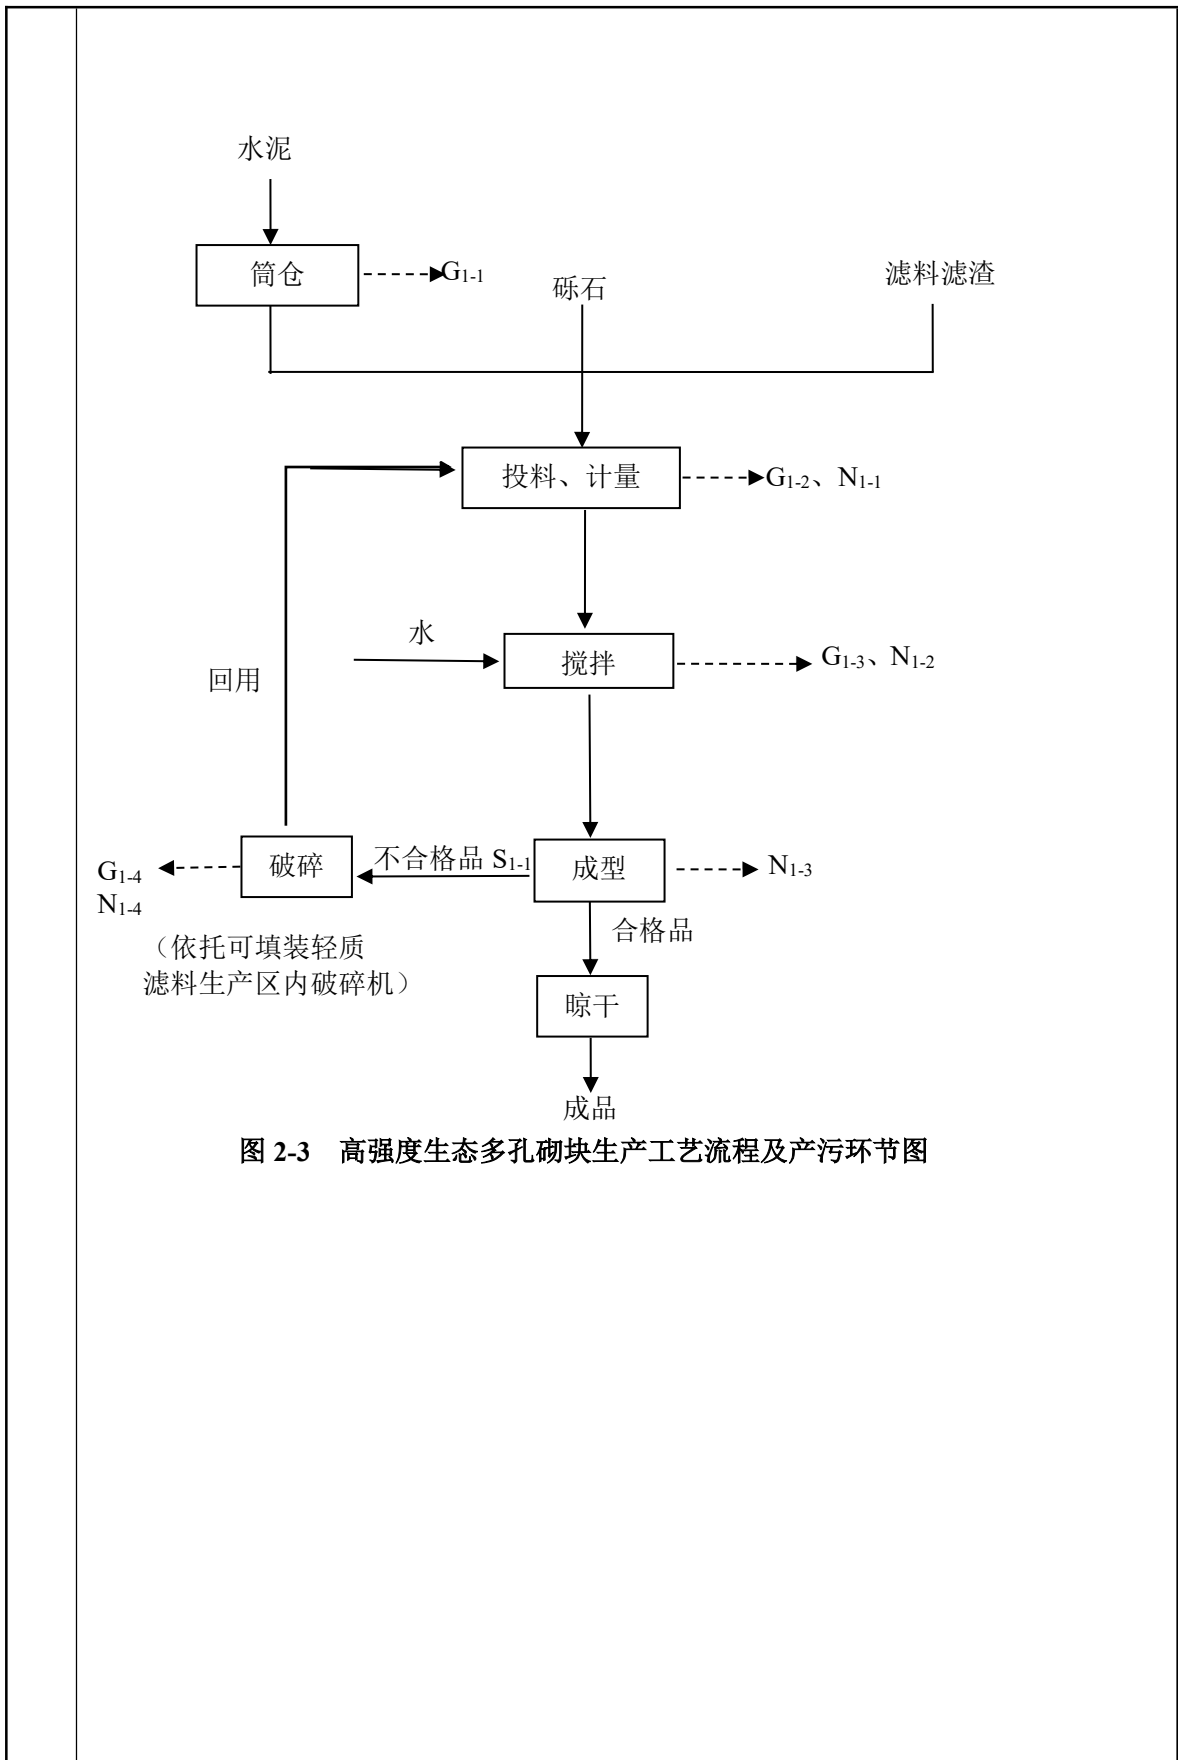 水泥
筒仓
G1-1
砾石
滤料滤渣
投料、计量
G1-2、N1-1
水
搅拌
G1-3、N1-2
回用
破碎
G1-4
N1-4
不合格品 S1-1
成型
N1-3
(依托可填装轻质
滤料生产区内破碎机)
合格品
晾干
成品
图 2-3 高强度生态多孔砌块生产工艺流程及产污环节图